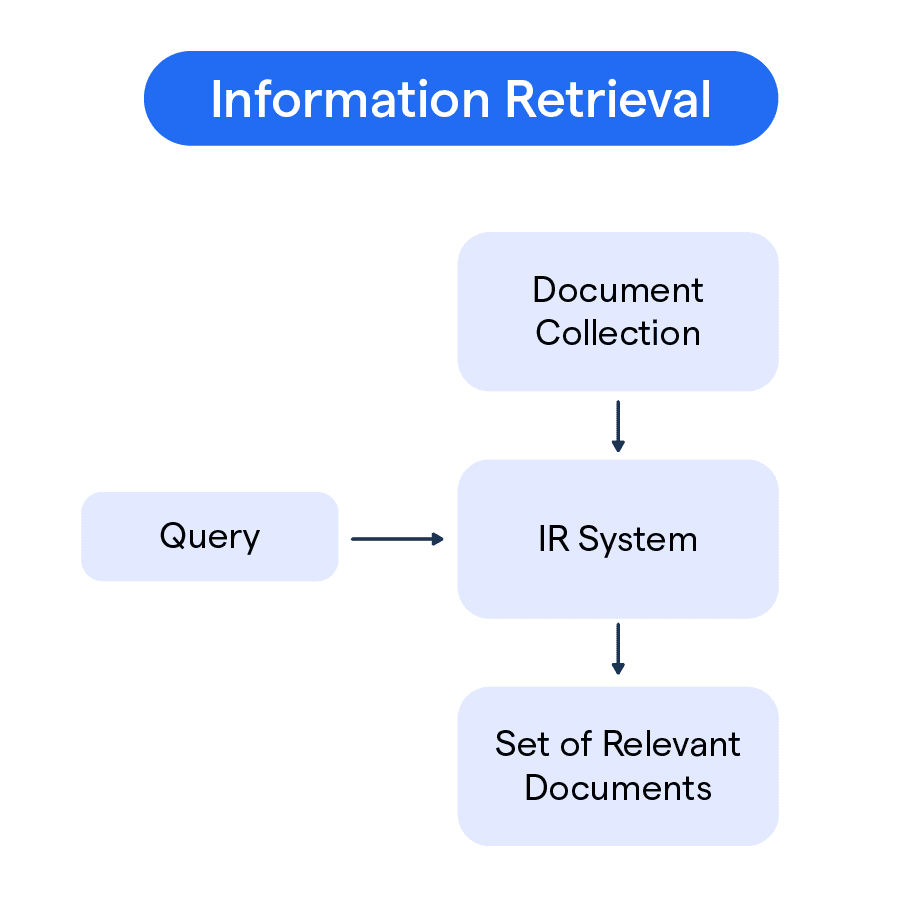 Information Retrieval
Document
Collection
Query
IR System
Set of Relevant
Documents